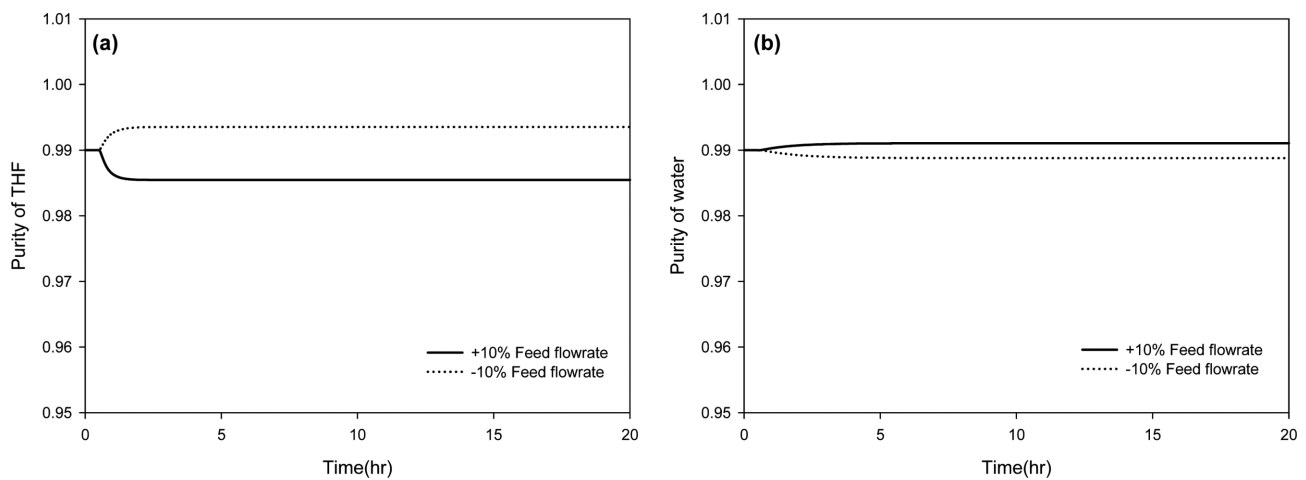 (a)
Purity of THF
1.01
1.00
0.99
0.98
0.97
0.96
0.95
0
5
10
15
20
Time(hr)
+10% Feed flowrate
-10% Feed flowrate
(b)
Purity of water
1.01
1.00
0.99
0.98
0.97
0.96
0.95
0
5
10
15
20
Time(hr)
+10% Feed flowrate
-10% Feed flowrate